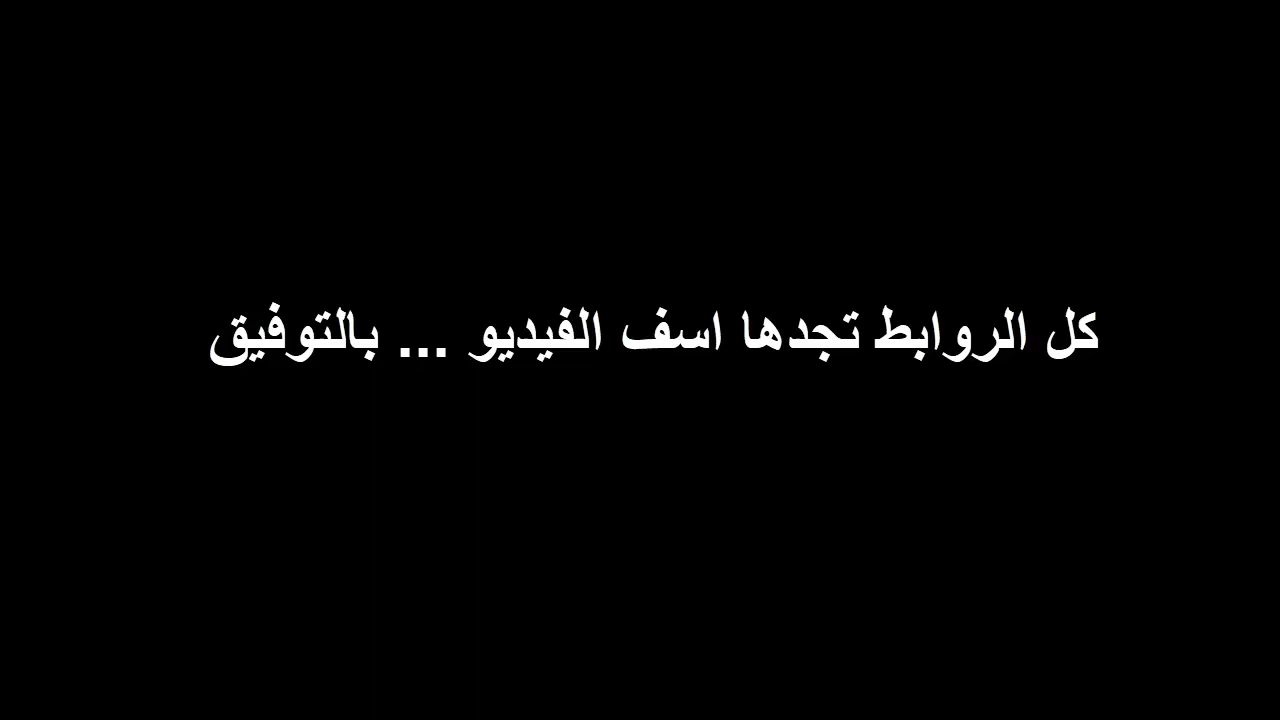 كل الروابط تجدها اسف الفيديو ... بالتوفيق